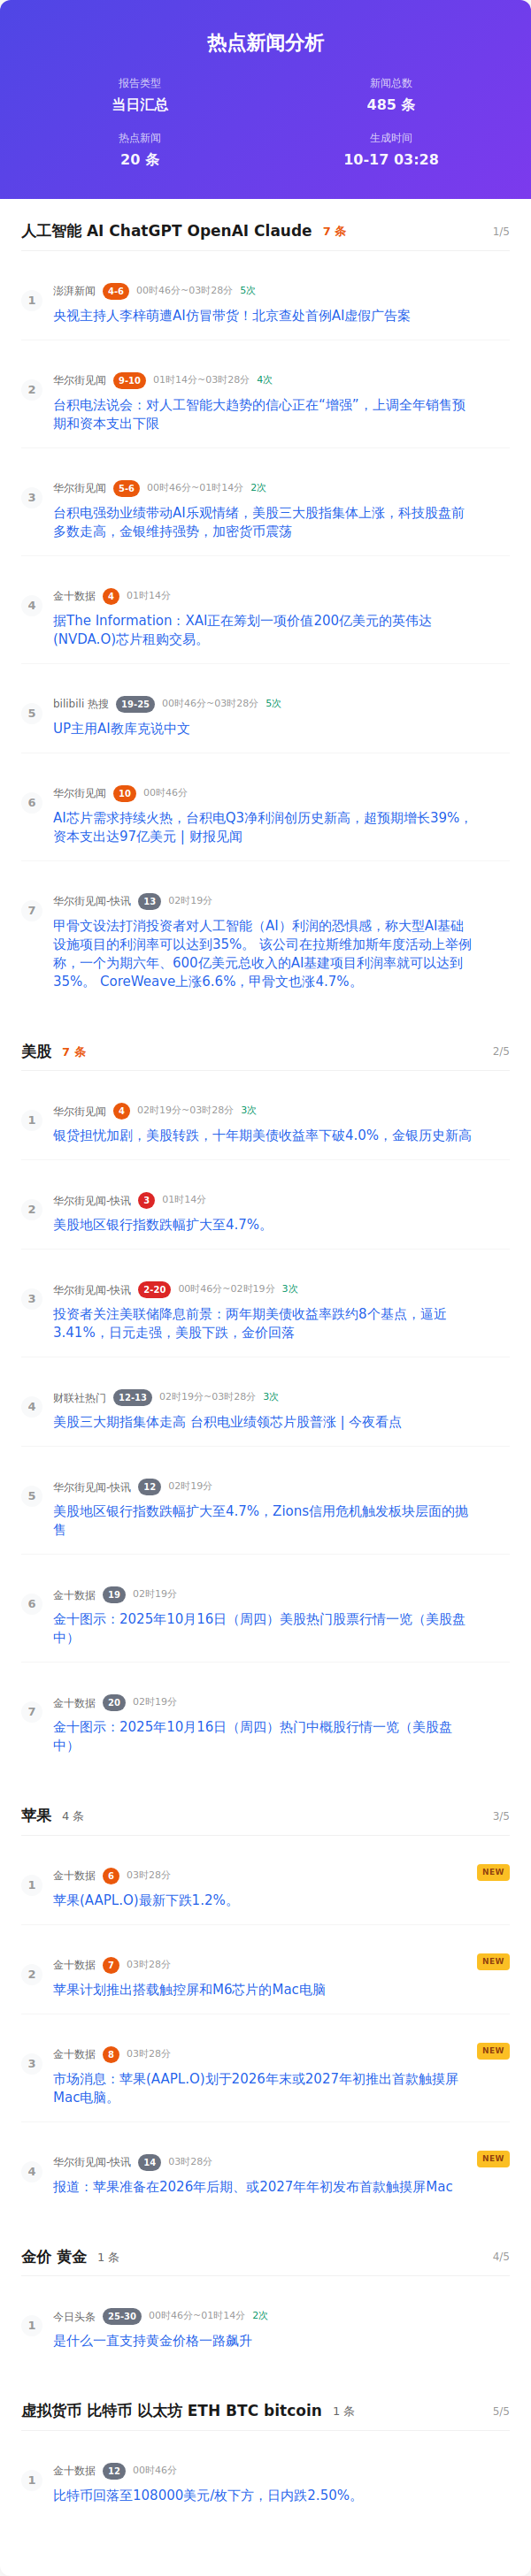 热点新闻分析
报告类型
当日汇总
新闻总数
485 条
热点新闻
20 条
生成时间
10-17 03:28
人工智能 AI ChatGPT OpenAI Claude 7 条 1/5
1
澎湃新闻 4-6 00时46分~03时28分 5次
央视主持人李梓萌遭AI仿冒带货！北京查处首例AI虚假广告案
2
华尔街见闻 9-10 01时14分~03时28分 4次
台积电法说会：对人工智能大趋势的信心正在“增强”，上调全年销售预
期和资本支出下限
3
华尔街见闻 5-6 00时46分~01时14分 2次
台积电强劲业绩带动AI乐观情绪，美股三大股指集体上涨，科技股盘前
多数走高，金银维持强势，加密货币震荡
4
金十数据 4 01时14分
据The Information：XAI正在筹划一项价值200亿美元的英伟达
(NVDA.O)芯片租购交易。
5
bilibili 热搜 19-25 00时46分~03时28分 5次
UP主用AI教库克说中文
6
华尔街见闻 10 00时46分
AI芯片需求持续火热，台积电Q3净利润创历史新高，超预期增长39%，
资本支出达97亿美元 | 财报见闻
7
华尔街见闻-快讯 13 02时19分
甲骨文设法打消投资者对人工智能（AI）利润的恐惧感，称大型AI基础
设施项目的利润率可以达到35%。 该公司在拉斯维加斯年度活动上举例
称，一个为期六年、600亿美元总收入的AI基建项目利润率就可以达到
35%。 CoreWeave上涨6.6%，甲骨文也涨4.7%。
美股 7 条 2/5
1
华尔街见闻 4 02时19分~03时28分 3次
银贷担忧加剧，美股转跌，十年期美债收益率下破4.0%，金银历史新高
2
华尔街见闻-快讯 3 01时14分
美股地区银行指数跌幅扩大至4.7%。
3
华尔街见闻-快讯 2-20 00时46分~02时19分 3次
投资者关注美联储降息前景：两年期美债收益率跌约8个基点，逼近
3.41%，日元走强，美股下跌，金价回落
4
财联社热门 12-13 02时19分~03时28分 3次
美股三大期指集体走高 台积电业绩领芯片股普涨 | 今夜看点
5
华尔街见闻-快讯 12 02时19分
美股地区银行指数跌幅扩大至4.7%，Zions信用危机触发板块层面的抛
售
6
金十数据 19 02时19分
金十图示：2025年10月16日（周四）美股热门股票行情一览（美股盘
中）
7
金十数据 20 02时19分
金十图示：2025年10月16日（周四）热门中概股行情一览（美股盘
中）
苹果 4 条 3/5
1
金十数据 6 03时28分 NEW
苹果(AAPL.O)最新下跌1.2%。
2
金十数据 7 03时28分 NEW
苹果计划推出搭载触控屏和M6芯片的Mac电脑
3
金十数据 8 03时28分 NEW
市场消息：苹果(AAPL.O)划于2026年末或2027年初推出首款触摸屏
Mac电脑。
4
华尔街见闻-快讯 14 03时28分 NEW
报道：苹果准备在2026年后期、或2027年年初发布首款触摸屏Mac
金价 黄金 1 条 4/5
1
今日头条 25-30 00时46分~01时14分 2次
是什么一直支持黄金价格一路飙升
虚拟货币 比特币 以太坊 ETH BTC bitcoin 1 条 5/5
1
金十数据 12 00时46分
比特币回落至108000美元/枚下方，日内跌2.50%。